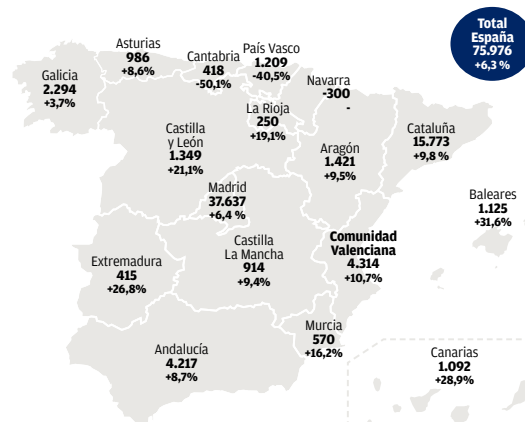 Total
España
75.976
+6,3 %
Asturias
986
+8,6%
Cantabria
418
-50,1%
País Vasco
1.209
-40,5%
Galicia
2.294
+3,7%
Navarra
-300
-
La Rioja
250
+19,1%
Castilla
y León
1.349
+21,1%
Aragón
1.421
+9,5%
Cataluña
15.773
+9,8 %
Madrid
37.637
+6,4 %
Baleares
1.125
+31,6%
Extremadura
415
+26,8%
Castilla
La Mancha
914
+9,4%
Comunidad
Valenciana
4.314
+10,7%
Murcia
570
+16,2%
Andalucía
4.217
+8,7%
Canarias
1.092
+28,9%